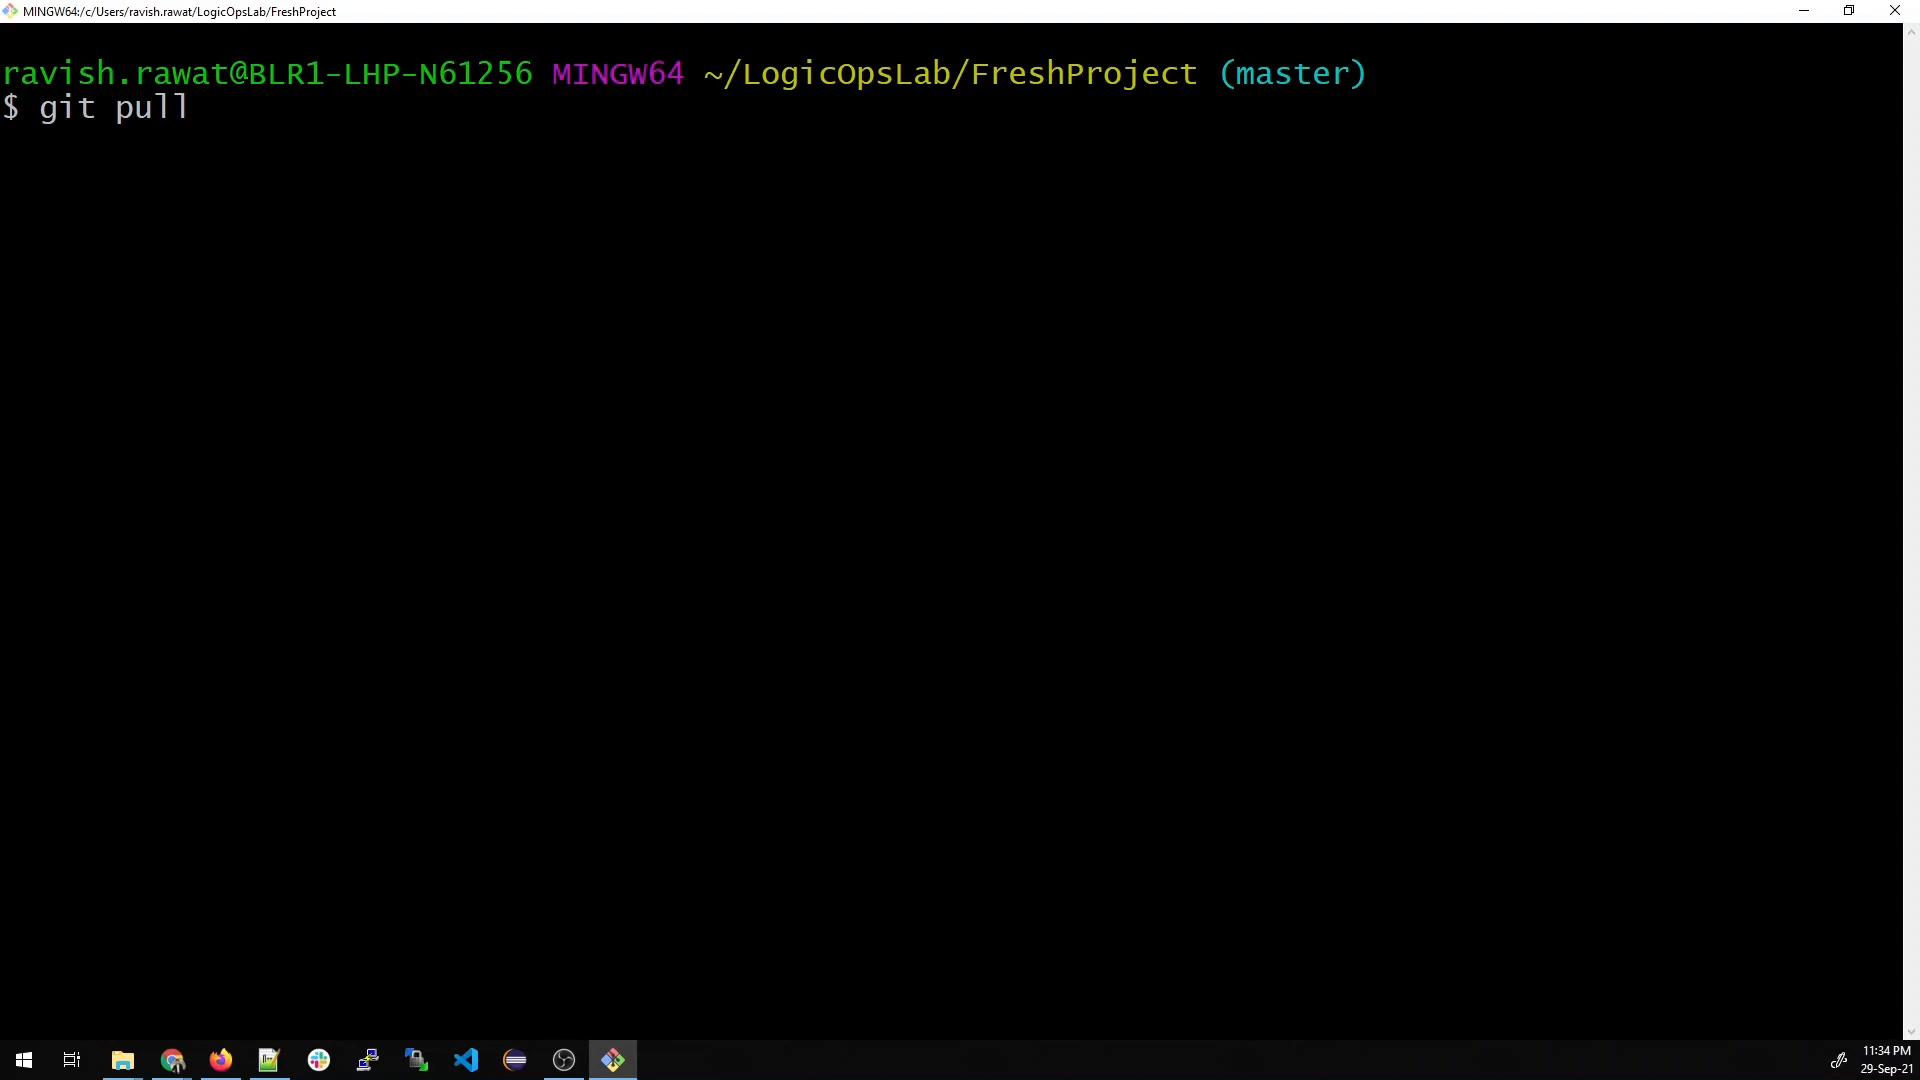 MINGW64:/c/Users/ravish.rawat/LogicOpsLab/FreshProject
ravish.rawat@BLR1-LHP-N61256 MINGW64 ~/LogicOpsLab/FreshProject (master)
$ git pull
11:34 PM
29-Sep-21